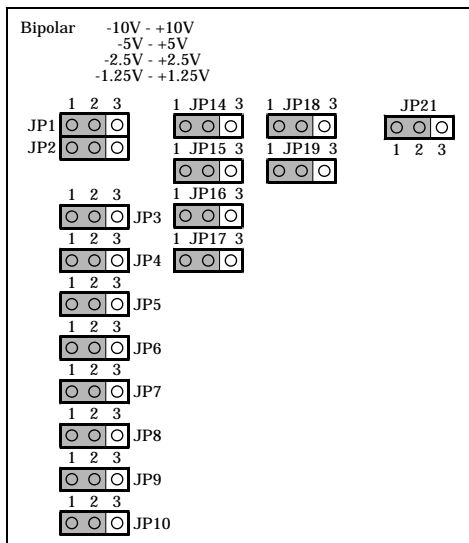 Bipolar -10V - +10V
-5V - +5V
-2.5V - +2.5V
-1.25V - +1.25V
1 2 3 1 JP14 3 1 JP18 3 JP21
JP1
JP2 1 JP15 3 1 JP19 3 1 2 3
1 2 3 1 JP16 3
JP3
1 2 3 1 JP17 3
JP4
1 2 3
JP5
1 2 3
JP6
1 2 3
JP7
1 2 3
JP8
1 2 3
JP9
1 2 3
JP10